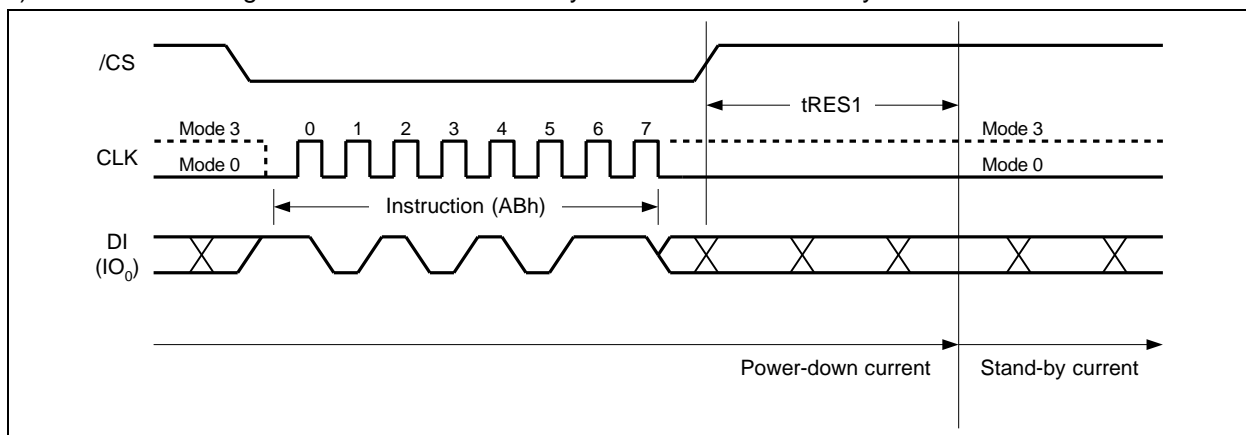 /CS
tRES1
Mode 3 0 1 2 3 4 5 6 7 Mode 3
CLK
Mode 0 Mode 0
Instruction (ABh)
DI
(IO0)
Power-down current Stand-by current